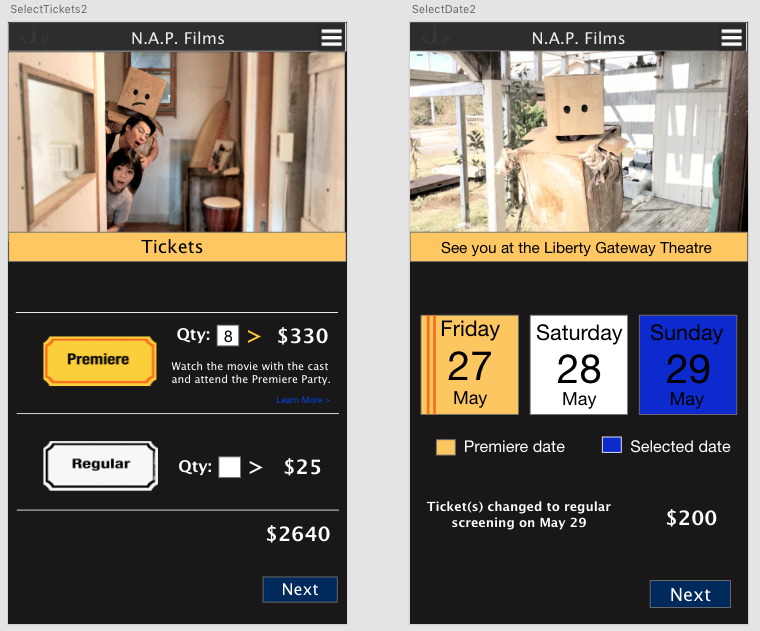 SelectTickets2
N.A.P. Films
Tickets
Qty: 8 > $330
Premiere
Watch the movie with the cast
and attend the Premiere Party.
Learn More >
Regular
Qty: > $25
$2640
Next
SelectDate2
N.A.P. Films
See you at the Liberty Gateway Theatre
Friday
27
May
Saturday
28
May
Sunday
29
May
Premiere date
Selected date
Ticket(s) changed to regular
screening on May 29
$200
Next